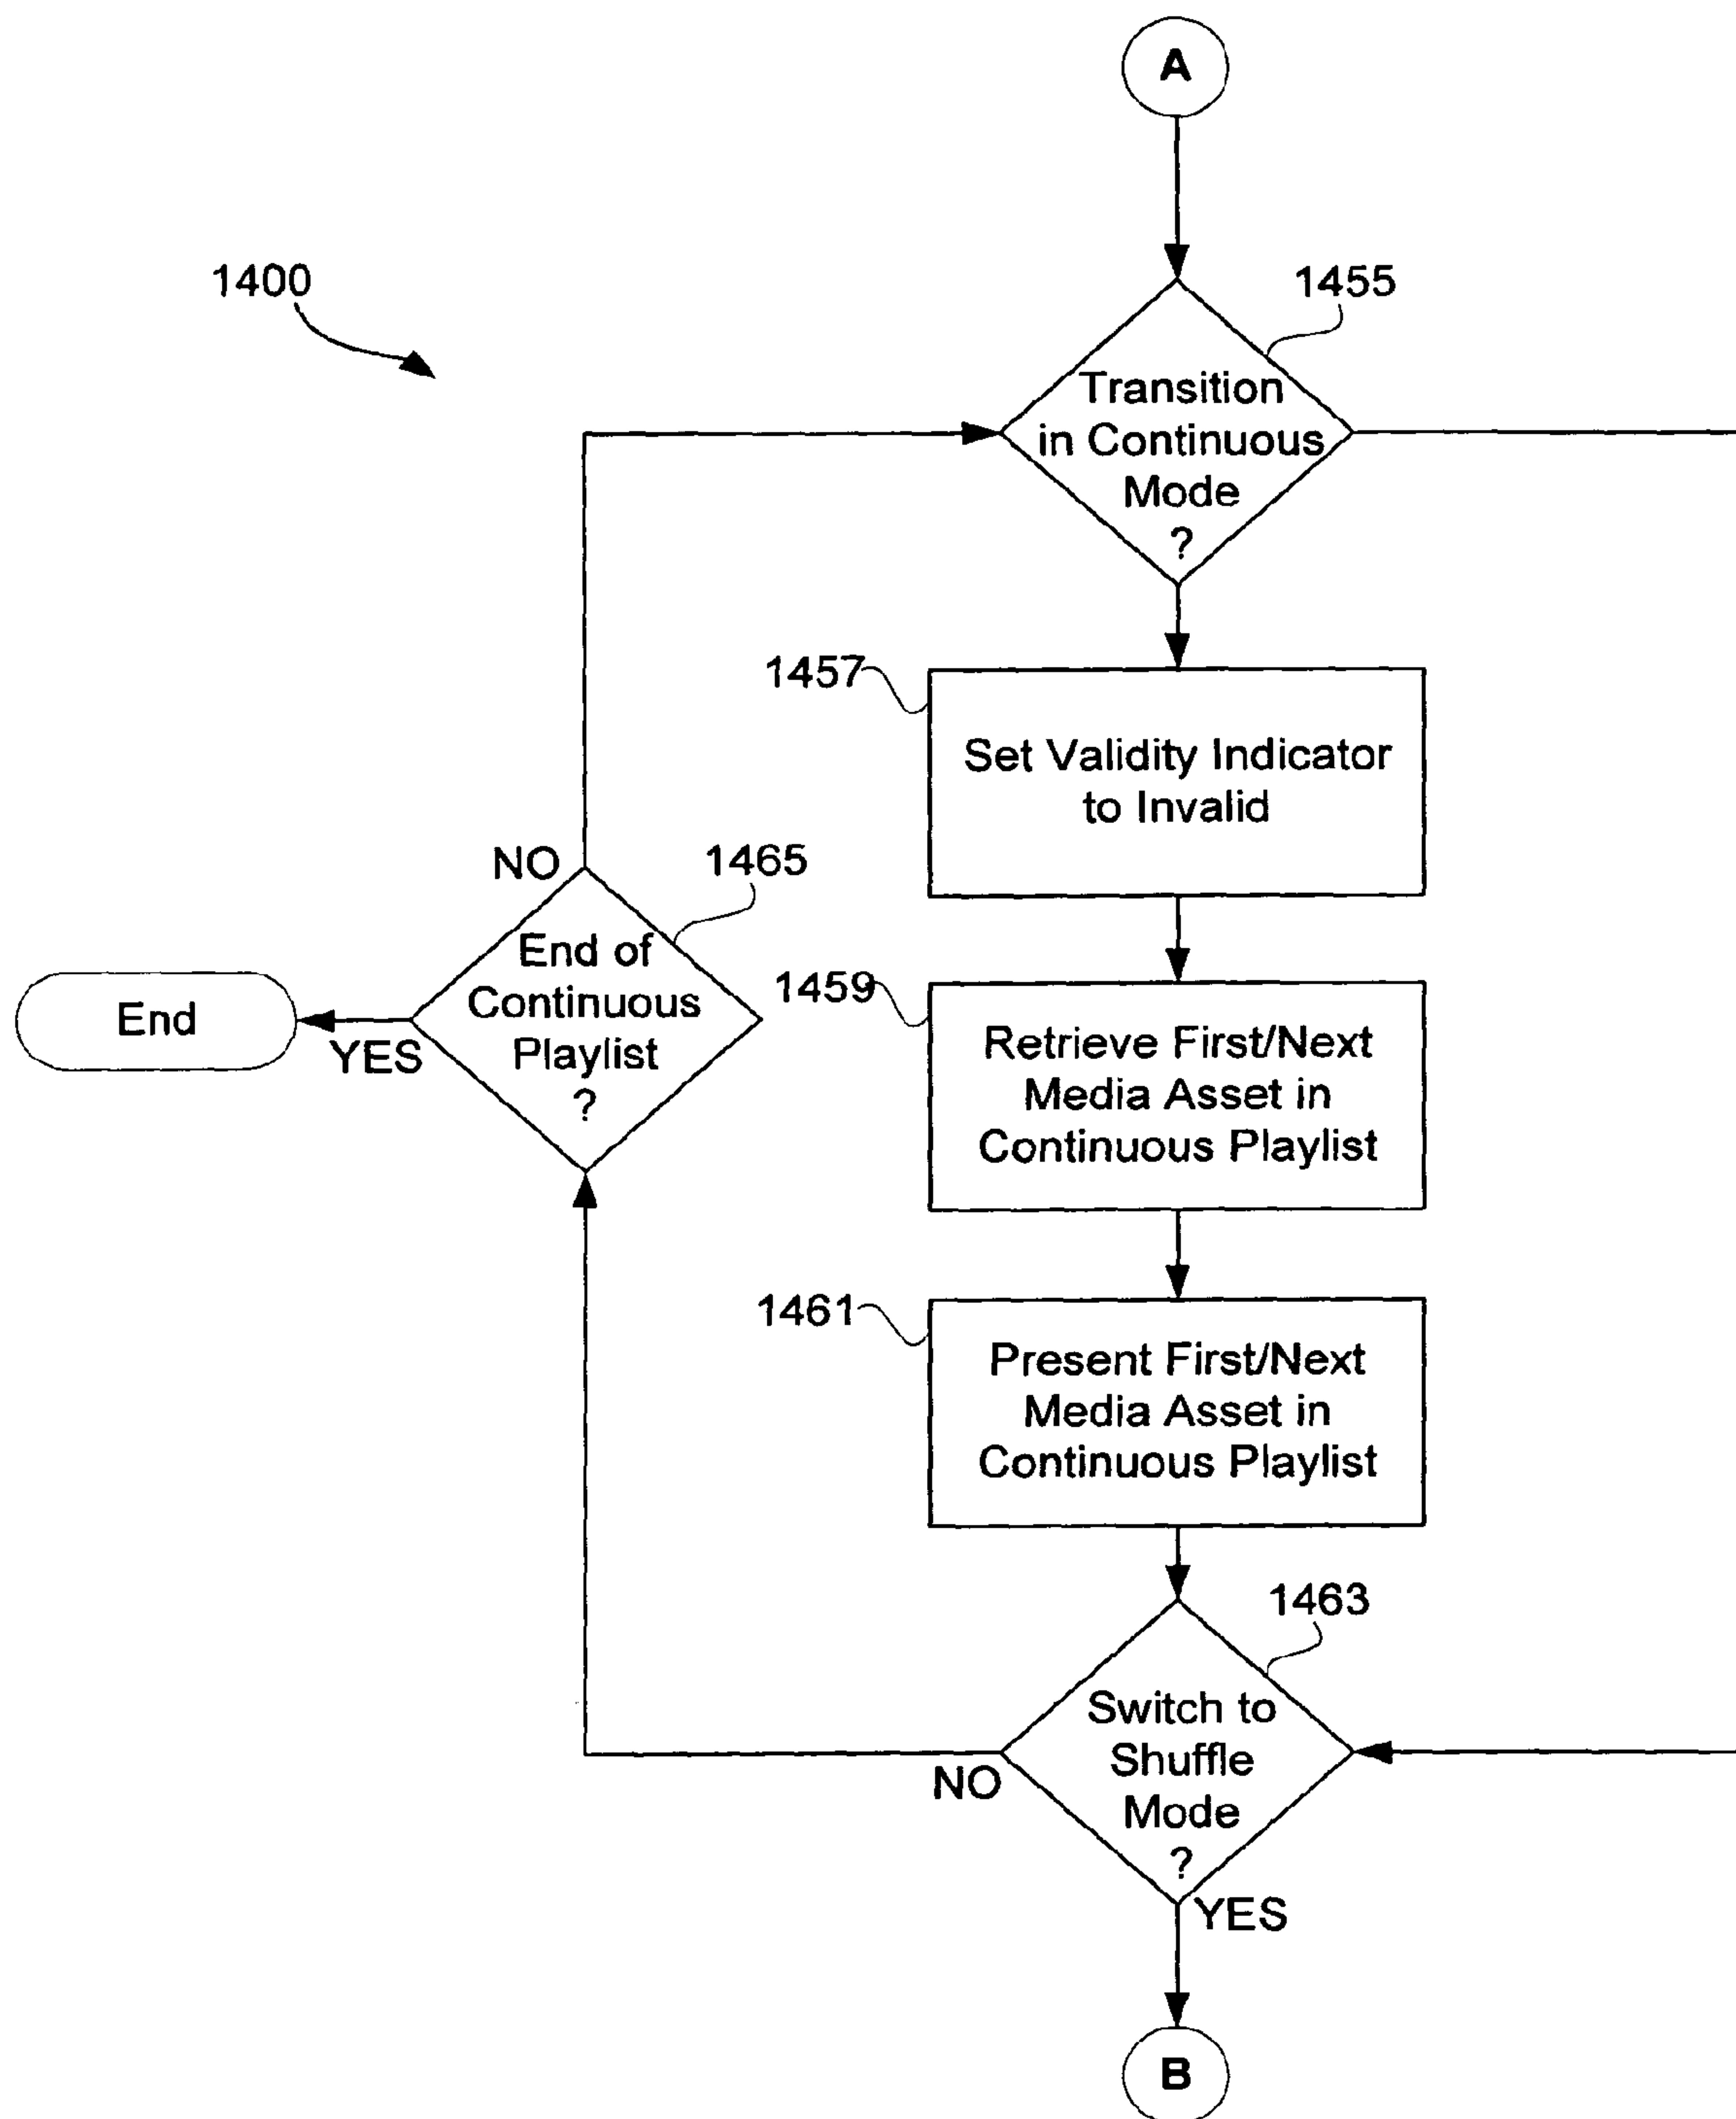 A
1400
1455
Transition
in Continuous
Mode
?
1457
Set Validity Indicator
to Invalid
NO
1465
End of
Continuous
Playlist
?
End
YES
1459
Retrieve First/Next
Media Asset in
Continuous Playlist
1461
Present First/Next
Media Asset in
Continuous Playlist
1463
Switch to
Shuffle
Mode
?
NO
YES
B